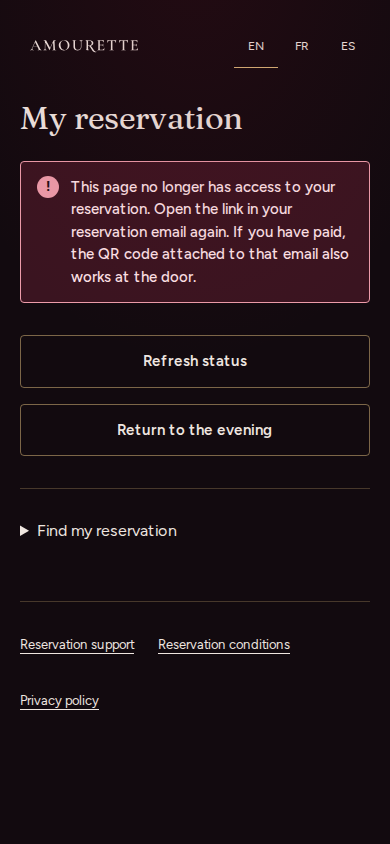 AMOURETTE
EN FR ES
My reservation
! This page no longer has access to your
reservation. Open the link in your
reservation email again. If you have paid,
the QR code attached to that email also
works at the door.
Refresh status
Return to the evening
Find my reservation
Reservation support Reservation conditions
Privacy policy